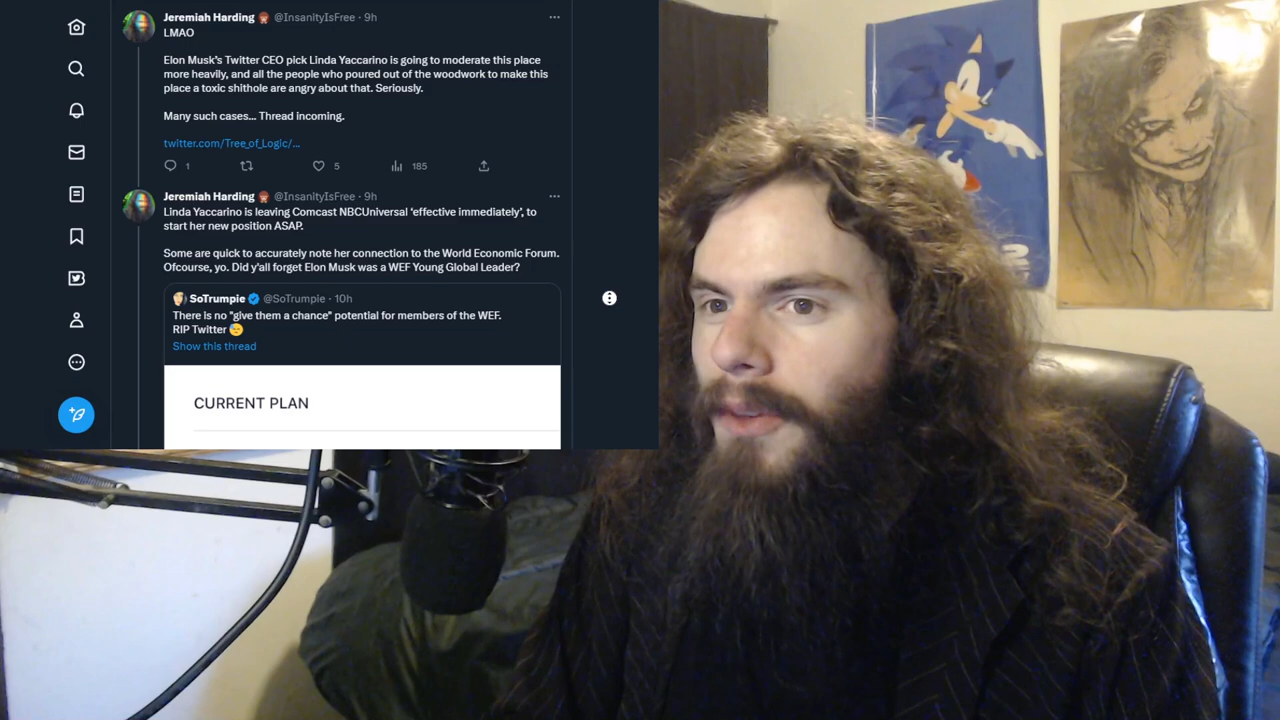 Jeremiah Harding @InsanityIsFree · 9h
LMAO
Elon Musk's Twitter CEO pick Linda Yaccarino is going to moderate this place
more heavily, and all the people who poured out of the woodwork to make this
place a toxic shithole are angry about that. Seriously.
Many such cases... Thread incoming.
twitter.com/Tree_of_Logic/...
1 5 185
Jeremiah Harding @InsanityIsFree · 9h
Linda Yaccarino is leaving Comcast NBCUniversal ‘effective immediately’, to
start her new position ASAP.
Some are quick to accurately note her connection to the World Economic Forum.
Ofcourse, yo. Did y'all forget Elon Musk was a WEF Young Global Leader?
SoTrumpie @SoTrumpie · 10h
There is no "give them a chance" potential for members of the WEF.
RIP Twitter
Show this thread
CURRENT PLAN